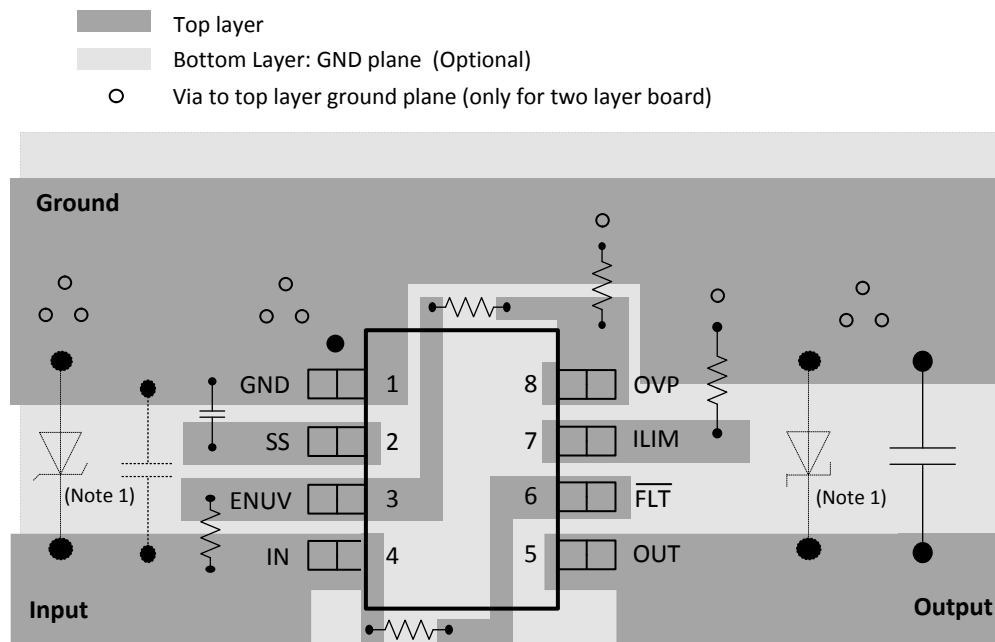 Top layer
Bottom Layer: GND plane (Optional)
Via to top layer ground plane (only for two layer board)
Ground
GND 1 8 OVP
SS 2 7 ILIM
(Note 1) ENUV 3 6 F̅L̅T̅ (Note 1)
IN 4 5 OUT
Input Output